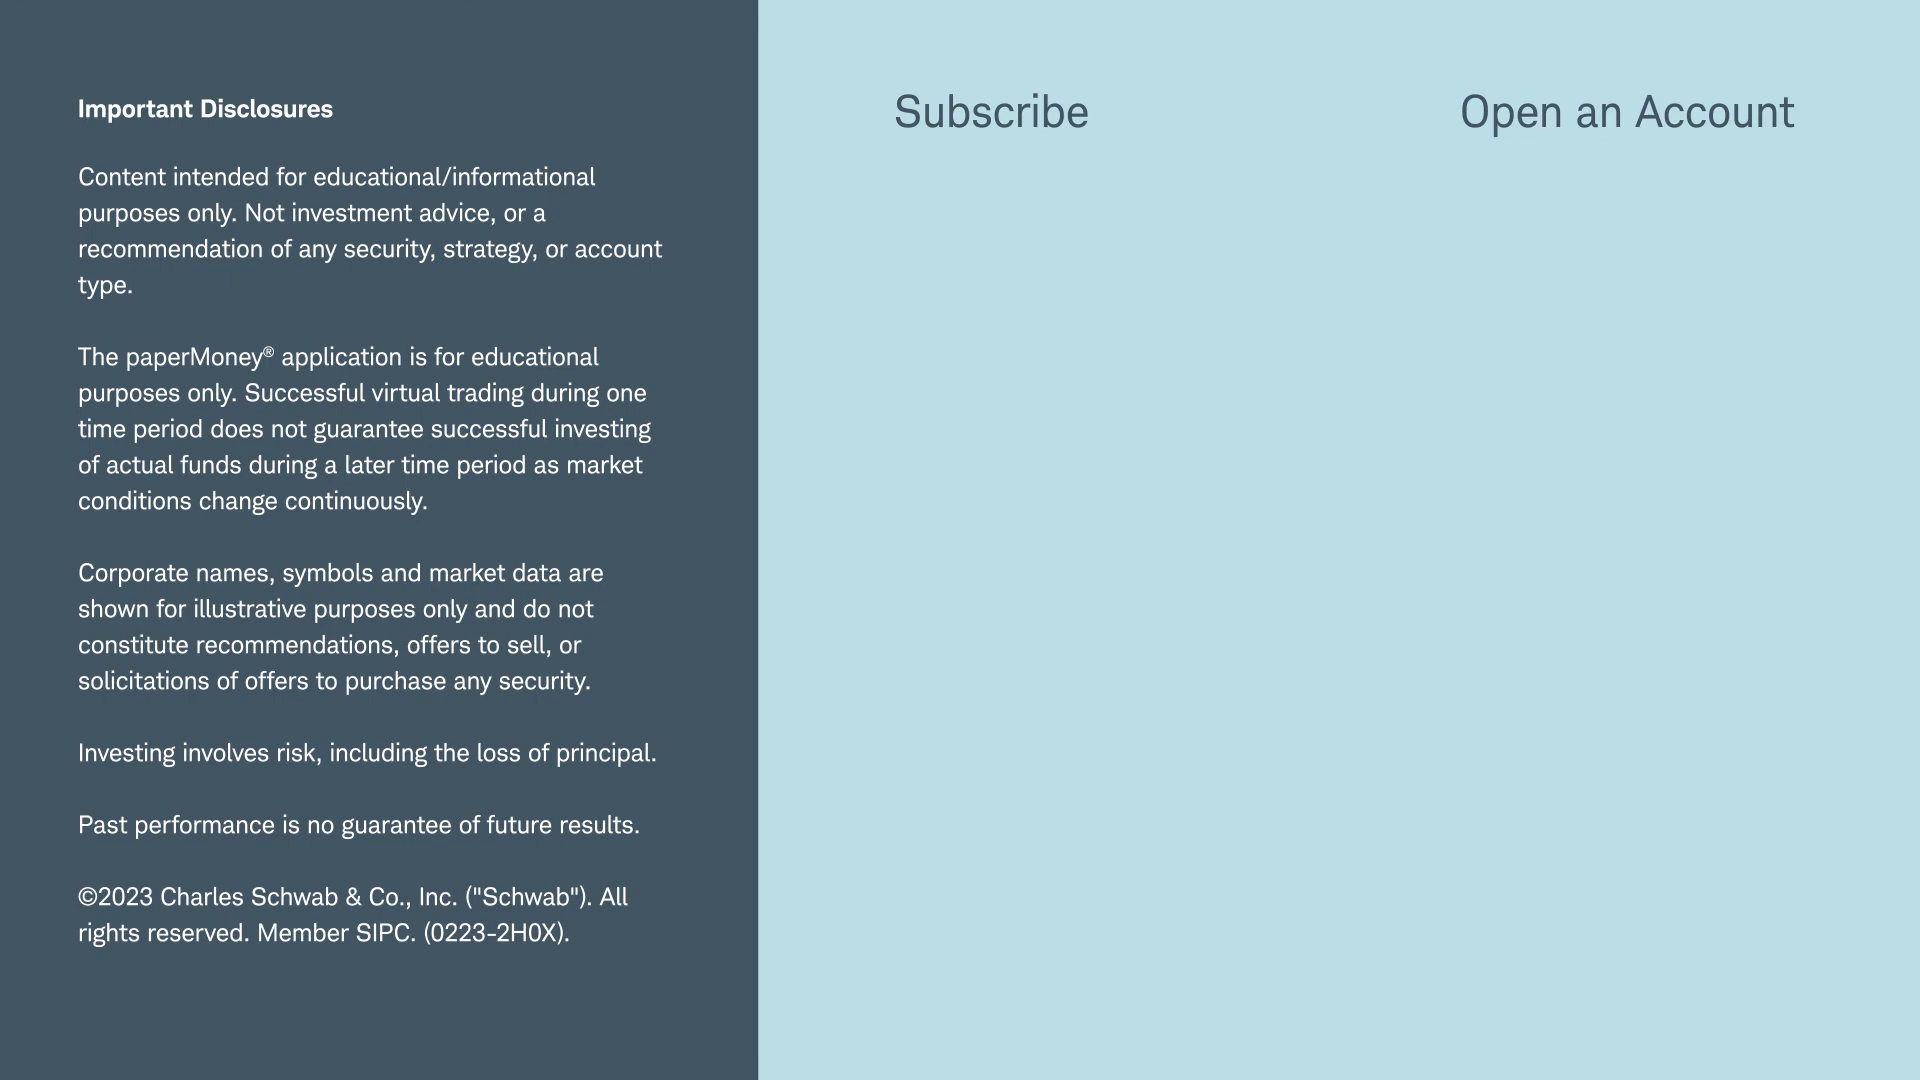 Important Disclosures
Content intended for educational/informational
purposes only. Not investment advice, or a
recommendation of any security, strategy, or account
type.
The paperMoney® application is for educational
purposes only. Successful virtual trading during one
time period does not guarantee successful investing
of actual funds during a later time period as market
conditions change continuously.
Corporate names, symbols and market data are
shown for illustrative purposes only and do not
constitute recommendations, offers to sell, or
solicitations of offers to purchase any security.
Investing involves risk, including the loss of principal.
Past performance is no guarantee of future results.
©2023 Charles Schwab & Co., Inc. ("Schwab"). All
rights reserved. Member SIPC. (0223-2H0X).
Subscribe
Open an Account